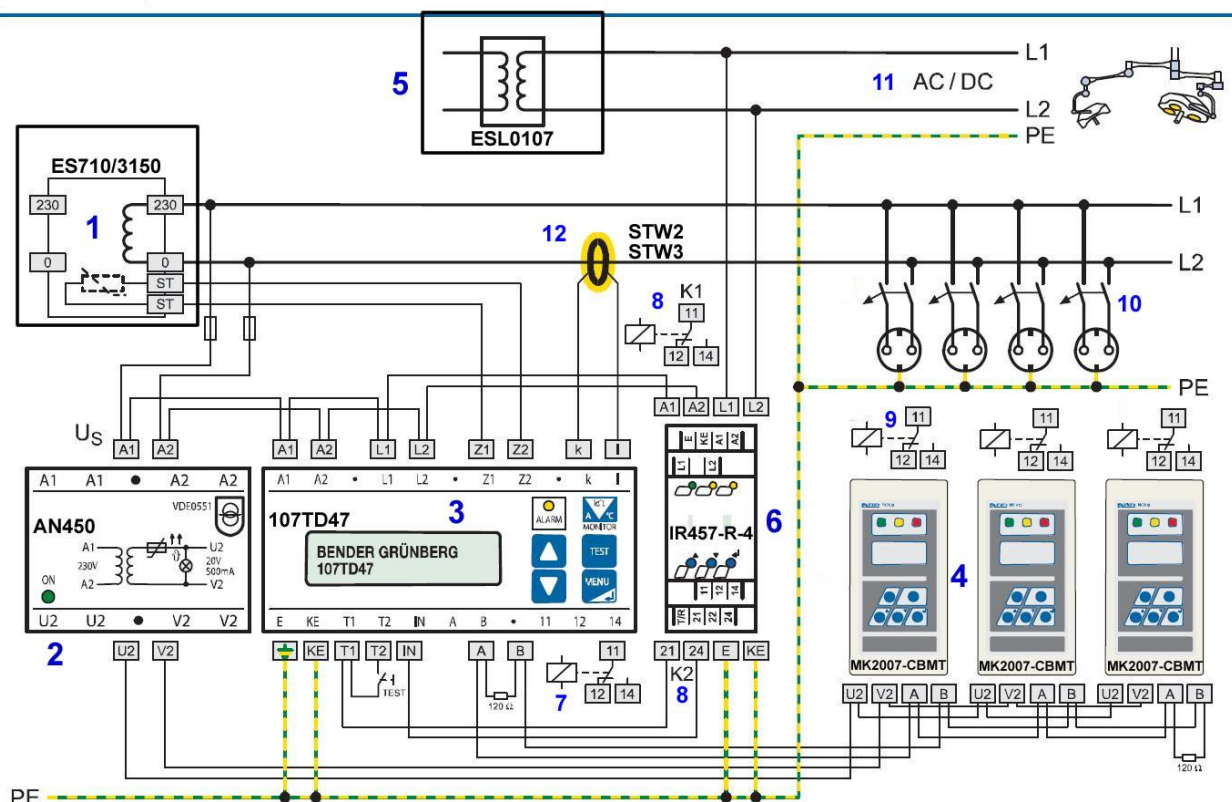 L1
11 AC / DC
L2
PE
5
ESL0107
ES710/3150
230 230
1
0 0
ST
ST
L1
12 STW2
STW3
L2
8 K1
11
12 14
10
PE
A1 A2 L1 L2
US
A1 A2 A1 A2 L1 L2 Z1 Z2 k l
9 11
12 14
11
12 14
11
12 14
A1 A1 • A2 A2
VDE0551
AN450
A1
230V
A2
U2
20V
500mA
V2
ON
U2 U2 • V2 V2
2
A1 A2 • L1 L2 • Z1 Z2 • k l
107TD47
3
ALARM
A °C
MONITOR
BENDER GRÜNBERG
107TD47
TEST
MENU
E KE T1 T2 IN A B • 11 12 14
E KE A1 A2
L1 L2
IR457-R-4
6
11 12 14
T/R 21 22 24
4
MK2007-CBMT
MK2007-CBMT
MK2007-CBMT
U2 V2
KE T1 T2 IN
TEST
A B
120 Ω
7
11
12 14
21 24 E KE
K2
8
U2 V2 A B U2 V2 A B U2 V2 A B
120 Ω
PE